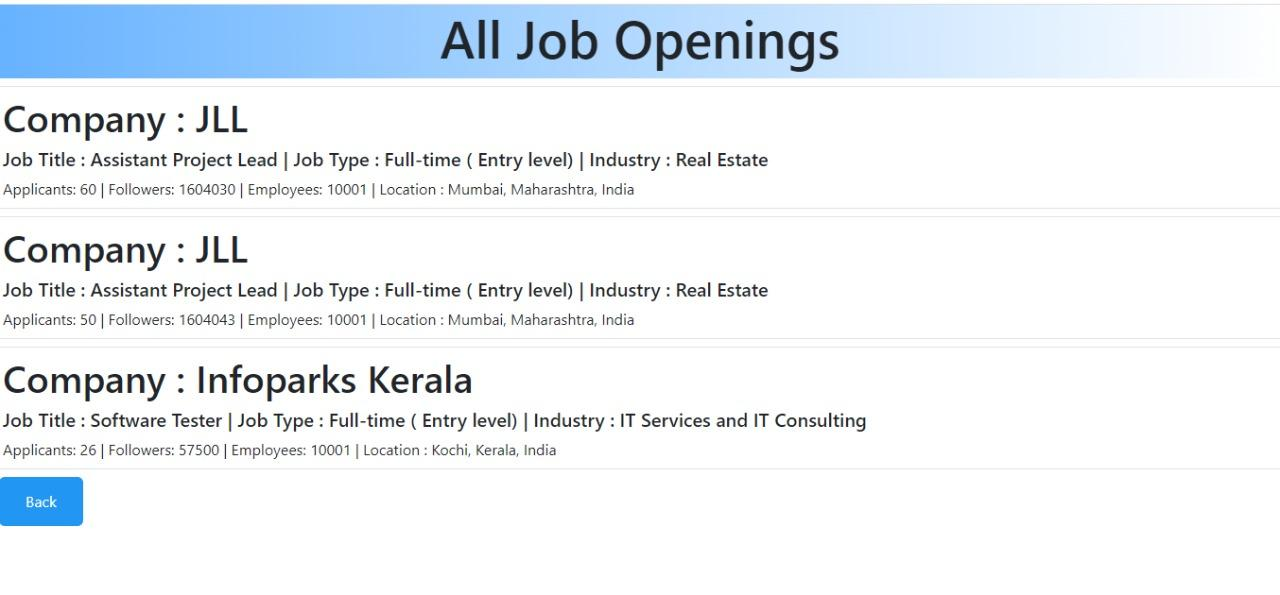 All Job Openings
Company : JLL
Job Title : Assistant Project Lead | Job Type : Full-time ( Entry level) | Industry : Real Estate
Applicants: 60 | Followers: 1604030 | Employees: 10001 | Location : Mumbai, Maharashtra, India
Company : JLL
Job Title : Assistant Project Lead | Job Type : Full-time ( Entry level) | Industry : Real Estate
Applicants: 50 | Followers: 1604043 | Employees: 10001 | Location : Mumbai, Maharashtra, India
Company : Infoparks Kerala
Job Title : Software Tester | Job Type : Full-time ( Entry level) | Industry : IT Services and IT Consulting
Applicants: 26 | Followers: 57500 | Employees: 10001 | Location : Kochi, Kerala, India
Back